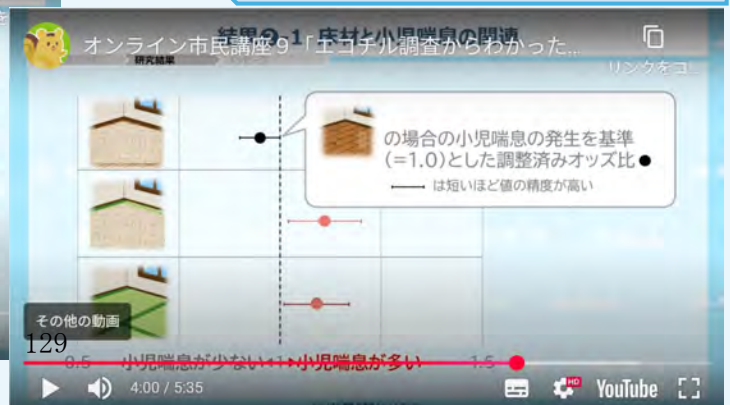 を
結果❷-1 床材と小児喘息の関連
オンライン市民講座９「エコチル調査からわかった...
研究結果
リンクをコ...
の場合の小児喘息の発生を基準
(=1.0)とした調整済みオッズ比●
は短いほど値の精度が高い
その他の動画
129
0.5 小児喘息が少ない 1 小児喘息が多い 1.5
4:00 / 5:35
HD
YouTube